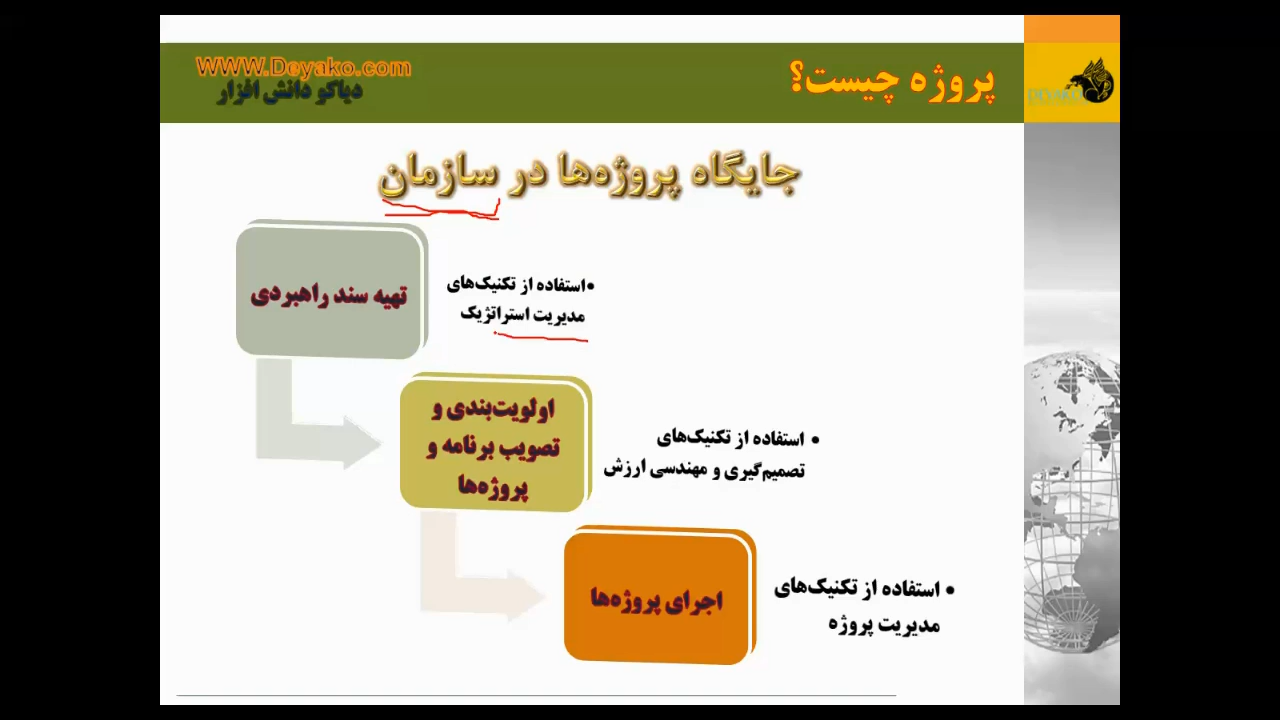 پروژه چیست؟
WWW.Deyako.com
دیاکو دانش افزار
DEYAKO
جایگاه پروژه‌ها در سازمان
تهیه سند راهبردی
•استفاده از تکنیک‌های
مدیریت استراتژیک
اولویت‌بندی و
تصویب برنامه و
پروژه‌ها
• استفاده از تکنیک‌های
تصمیم‌گیری و مهندسی ارزش
اجرای پروژه‌ها
• استفاده از تکنیک‌های
مدیریت پروژه